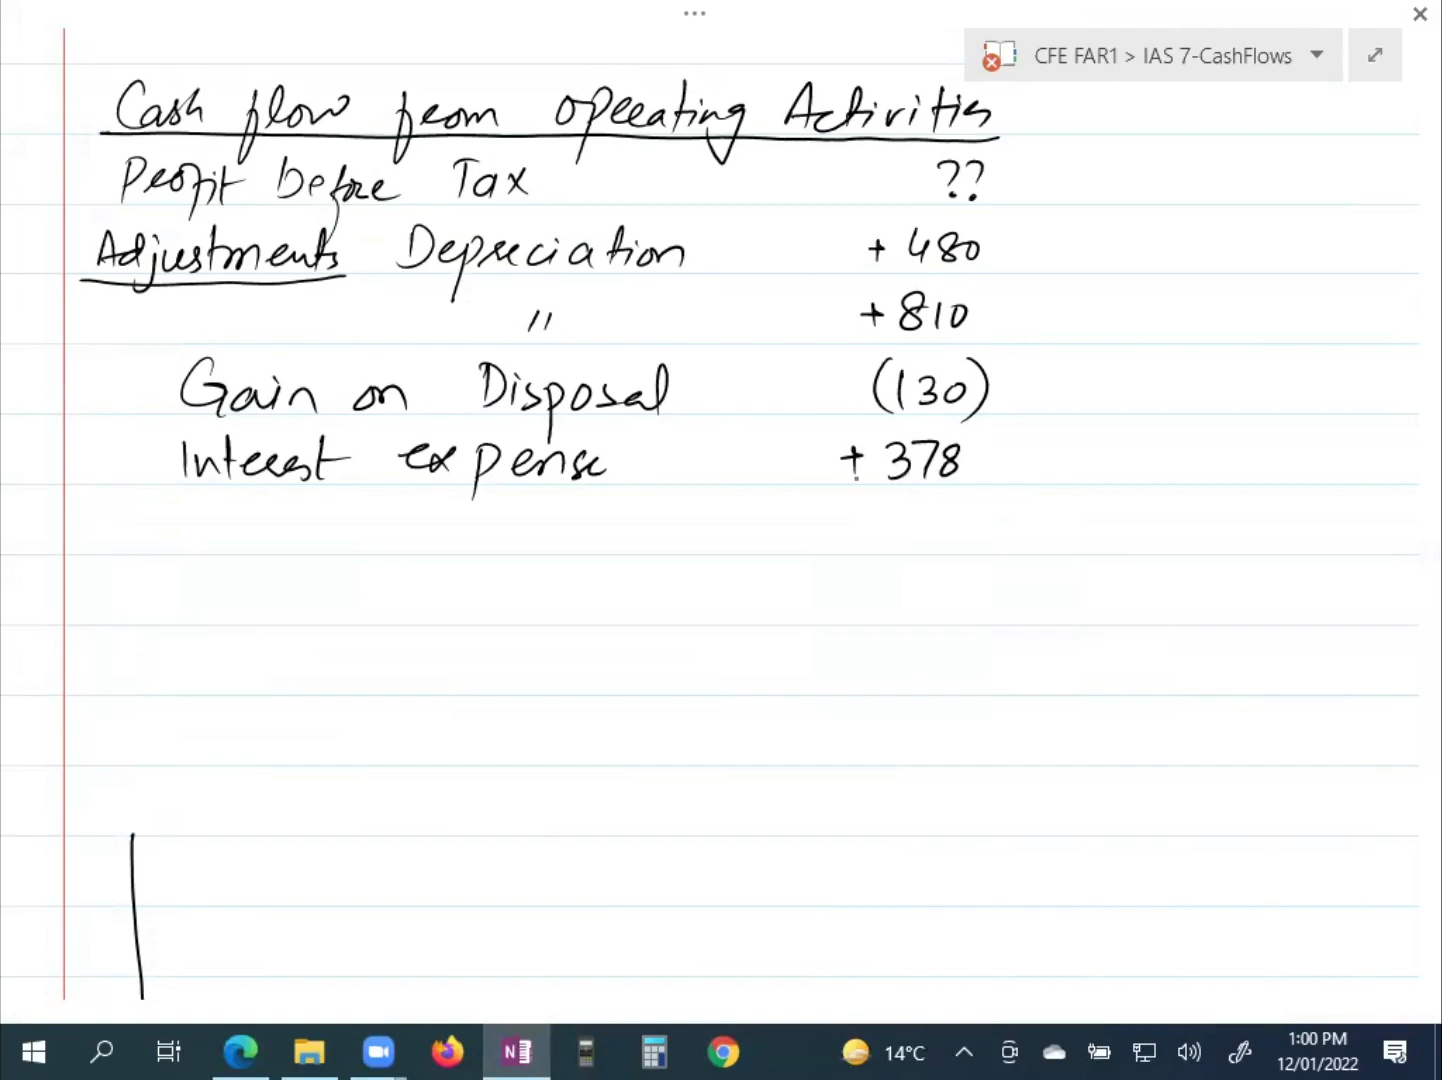 CFE FAR1 > IAS 7-CashFlows
Cash flow from operating Activities
Profit before Tax ??
Adjustments Depreciation + 480
" + 810
Gain on Disposal (130)
Interest expense + 378
14°C
1:00 PM
12/01/2022